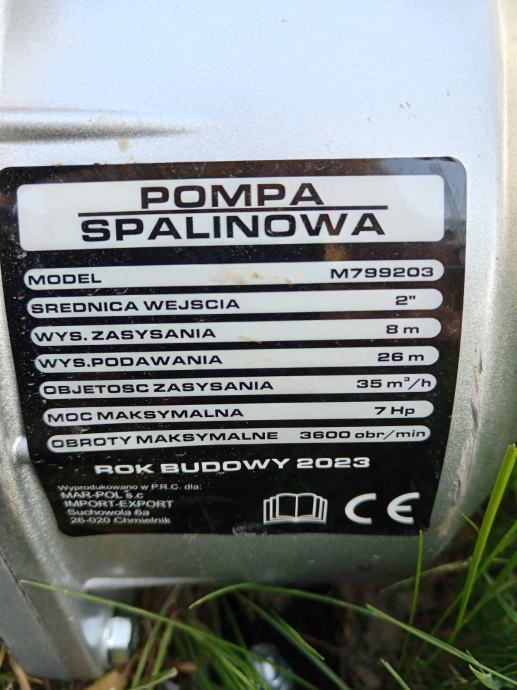 POMPA
SPALINOWA
MODEL M799203
SREDNICA WEJSCIA 2"
WYS. ZASYSANIA 8 m
WYS.PODAWANIA 26 m
OBJETOSC ZASYSANIA 35 m³/h
MOC MAKSYMALNA 7 Hp
OBROTY MAKSYMALNE 3600 obr/min
ROK BUDOWY 2023
Wyprodukowano w P.R.C. dla:
MAR-POL s.c
IMPORT-EXPORT
Suchowola 6a
26-020 Chmielnik
CE